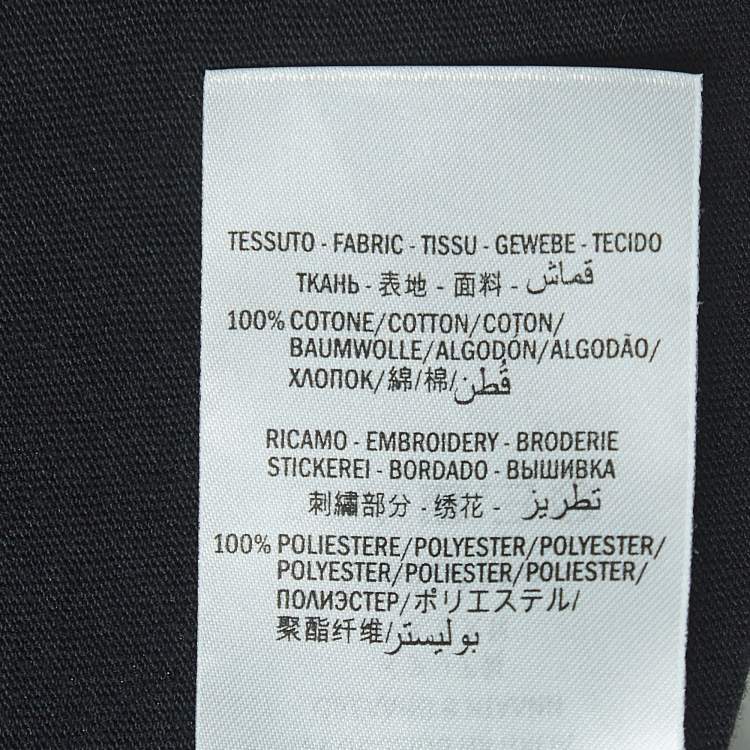 TESSUTO - FABRIC - TISSU - GEWEBE - TECIDO
ТКАНЬ - 表地 - 面料 - قماش
100% COTONE/COTTON/COTON/
BAUMWOLLE/ALGODÓN/ALGODÃO/
ХЛОПОК/綿/棉/قُطن
RICAMO - EMBROIDERY - BRODERIE
STICKEREI - BORDADO - ВЫШИВКА
刺繍部分 - 绣花 - تطريز
100% POLIESTERE/POLYESTER/POLYESTER/
POLYESTER/POLIESTER/POLIESTER/
ПОЛИЭСТЕР/ポリエステル/
聚酯纤维/بوليستر